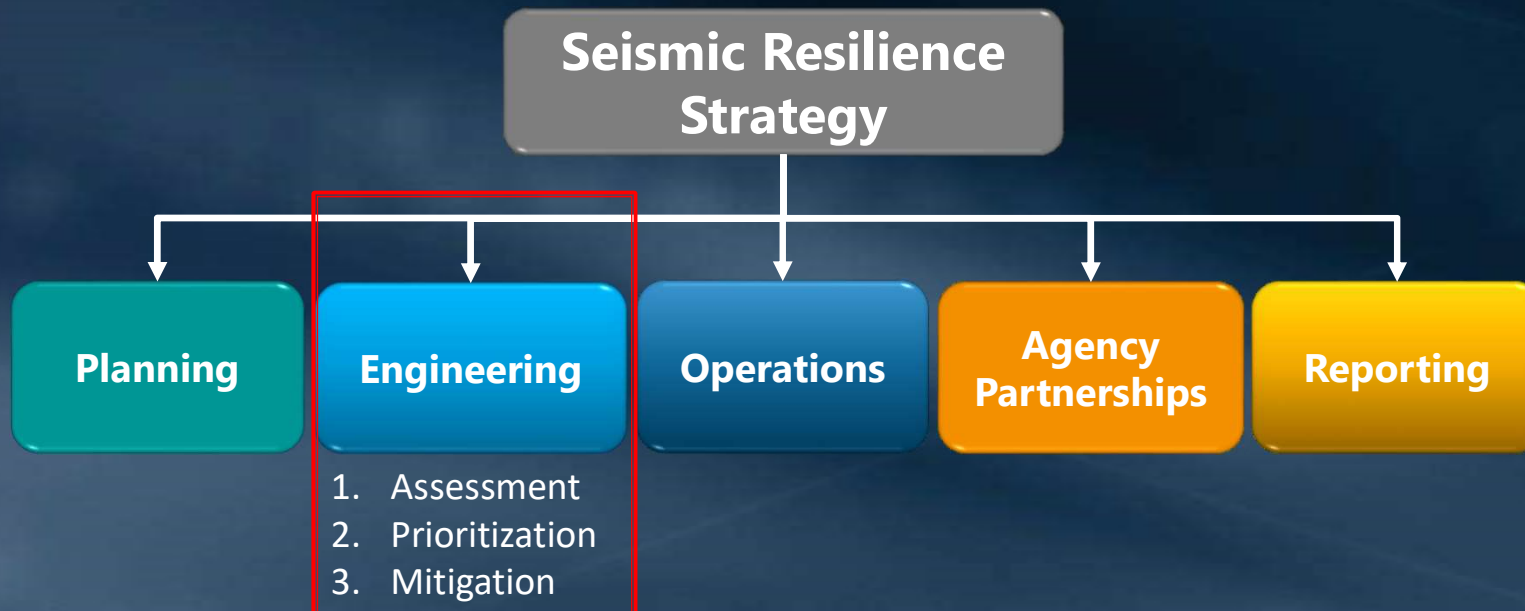 Seismic Resilience
Strategy
Planning
Engineering
Operations
Agency
Partnerships
Reporting
1. Assessment
2. Prioritization
3. Mitigation